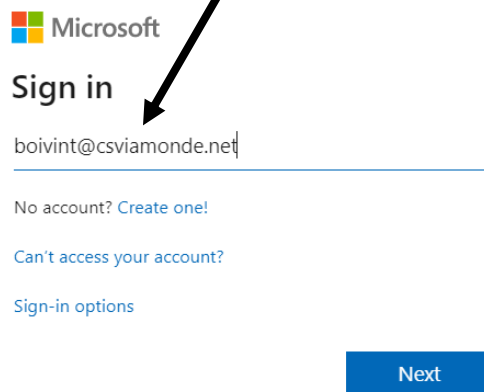 Microsoft
Sign in
boivint@csviamonde.net
No account? Create one!
Can't access your account?
Sign-in options
Next